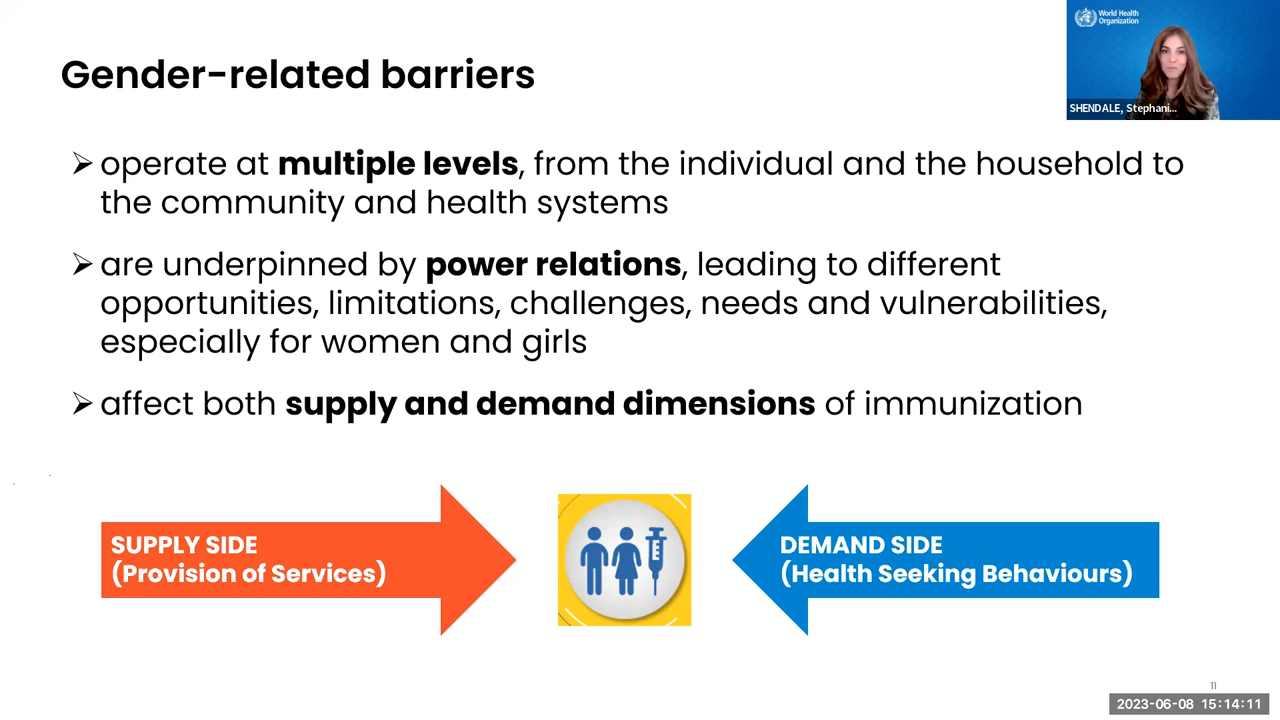 World Health
Organization
SHENDALE, Stephani...
Gender-related barriers
➢ operate at multiple levels, from the individual and the household to
the community and health systems
➢ are underpinned by power relations, leading to different
opportunities, limitations, challenges, needs and vulnerabilities,
especially for women and girls
➢ affect both supply and demand dimensions of immunization
SUPPLY SIDE
(Provision of Services)
DEMAND SIDE
(Health Seeking Behaviours)
11
2023-06-08 15:14:11